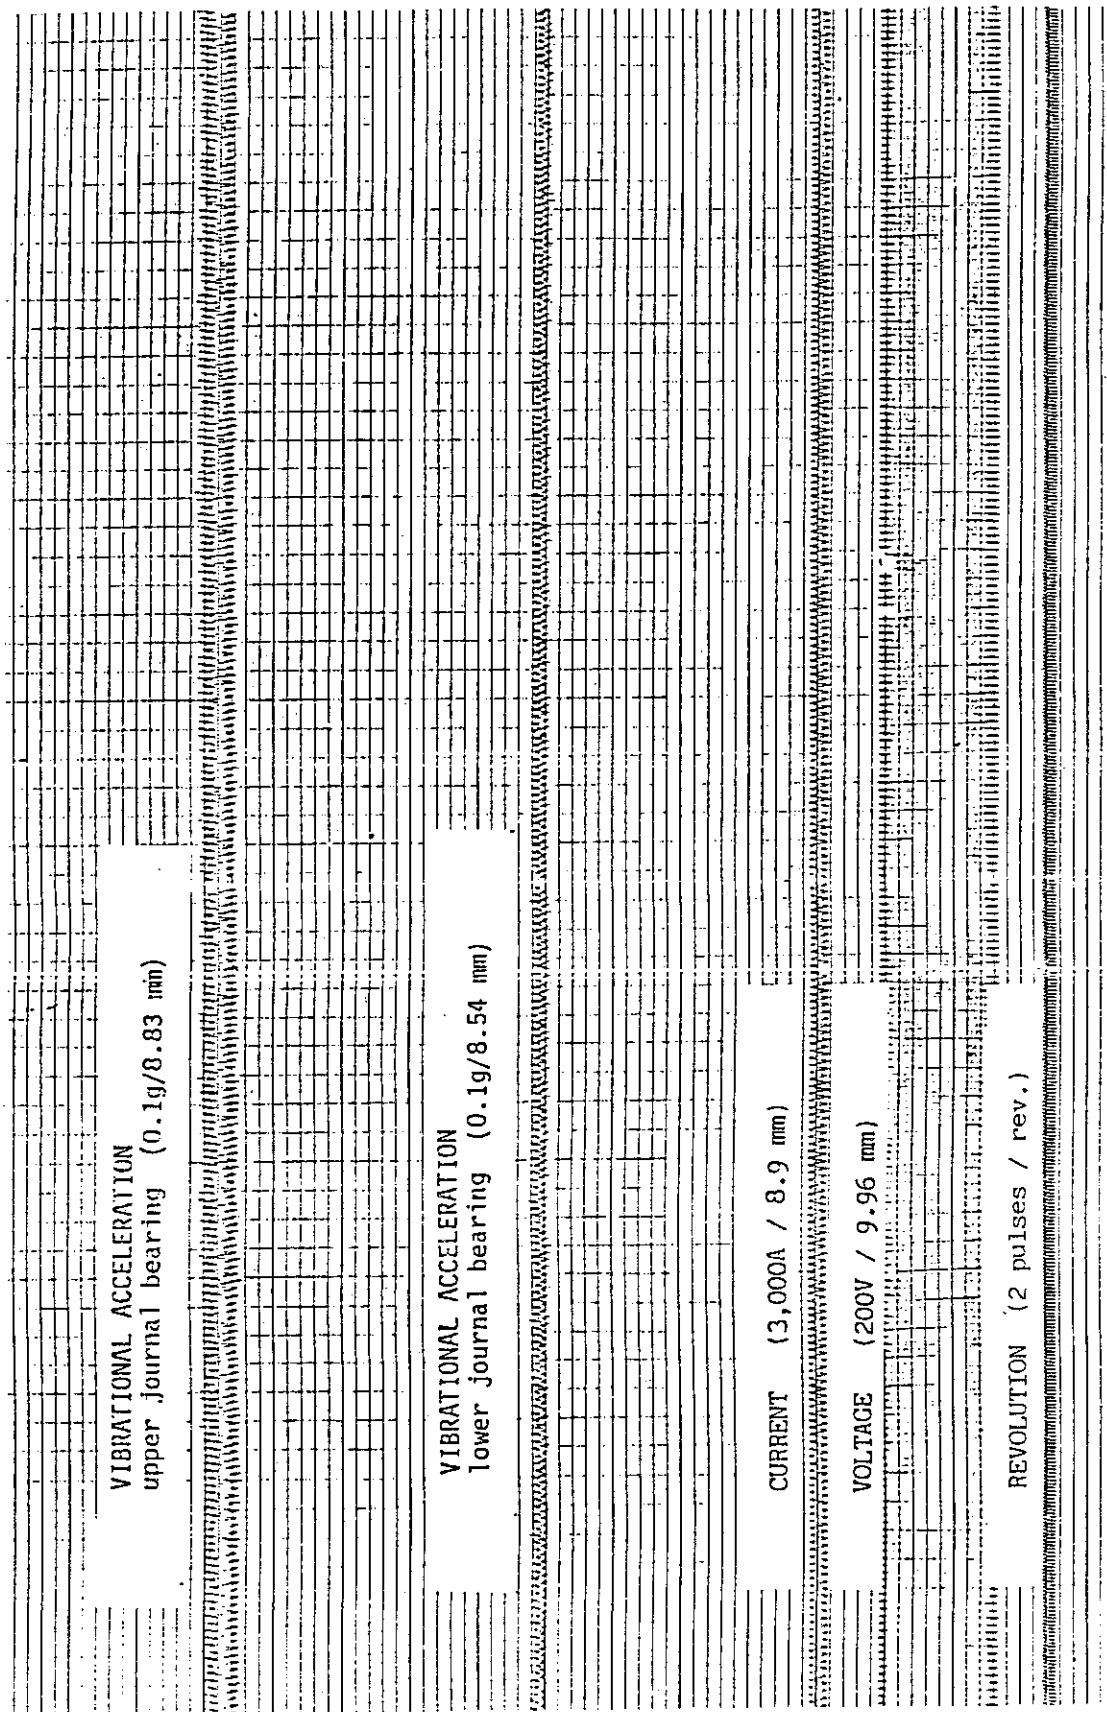 VIBRATIONAL ACCELERATION
upper journal bearing (0.1g/8.83 mm)
VIBRATIONAL ACCELERATION
lower journal bearing (0.1g/8.54 mm)
CURRENT (3,000A / 8.9 mm)
VOLTAGE (200V / 9.96 mm)
REVOLUTION (2 pulses / rev.)